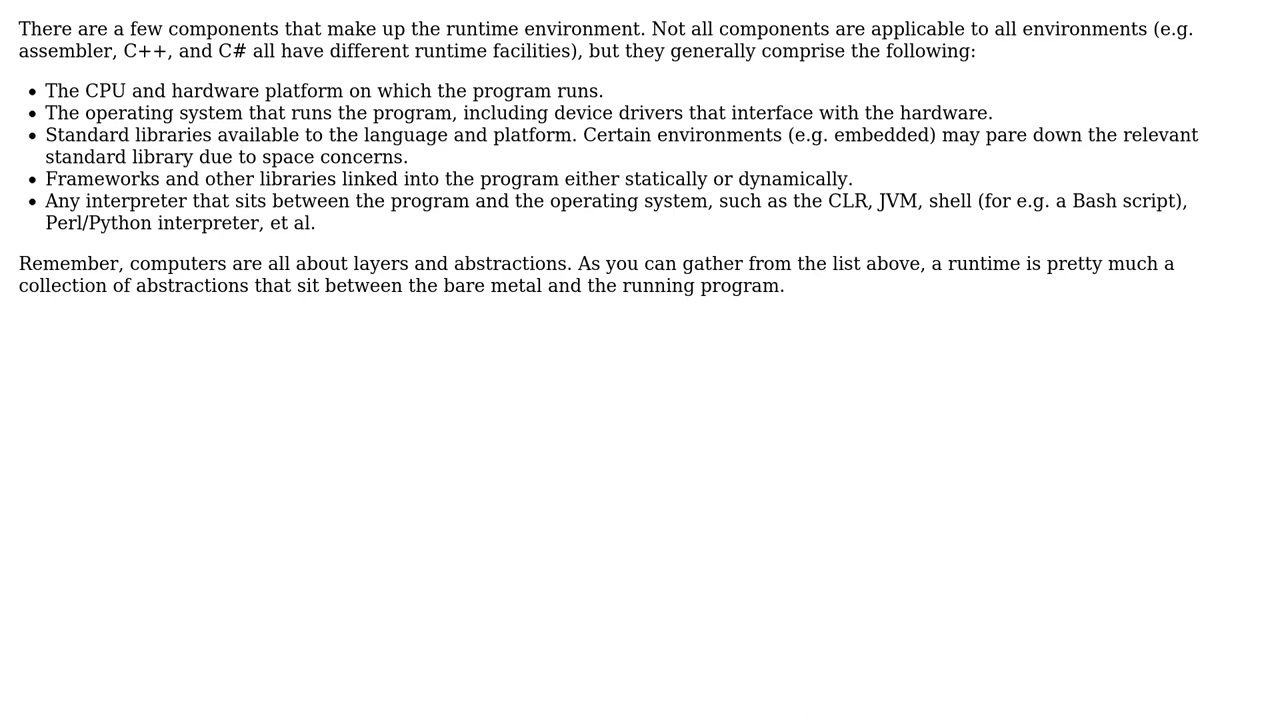 There are a few components that make up the runtime environment. Not all components are applicable to all environments (e.g.
assembler, C++, and C# all have different runtime facilities), but they generally comprise the following:
• The CPU and hardware platform on which the program runs.
• The operating system that runs the program, including device drivers that interface with the hardware.
• Standard libraries available to the language and platform. Certain environments (e.g. embedded) may pare down the relevant
standard library due to space concerns.
• Frameworks and other libraries linked into the program either statically or dynamically.
• Any interpreter that sits between the program and the operating system, such as the CLR, JVM, shell (for e.g. a Bash script),
Perl/Python interpreter, et al.
Remember, computers are all about layers and abstractions. As you can gather from the list above, a runtime is pretty much a
collection of abstractions that sit between the bare metal and the running program.